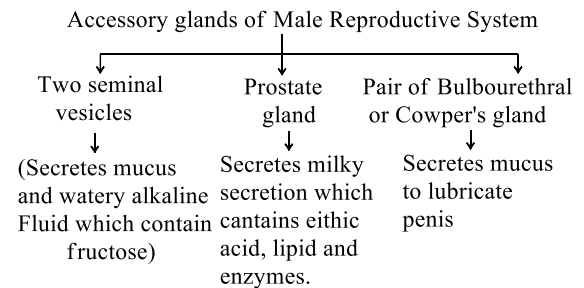 Accessory glands of Male Reproductive System
Two seminal
vesicles
(Secretes mucus
and watery alkaline
Fluid which contain
fructose)
Prostate
gland
Secretes milky
secretion which
cantains eithic
acid, lipid and
enzymes.
Pair of Bulbourethral
or Cowper's gland
Secretes mucus
to lubricate
penis